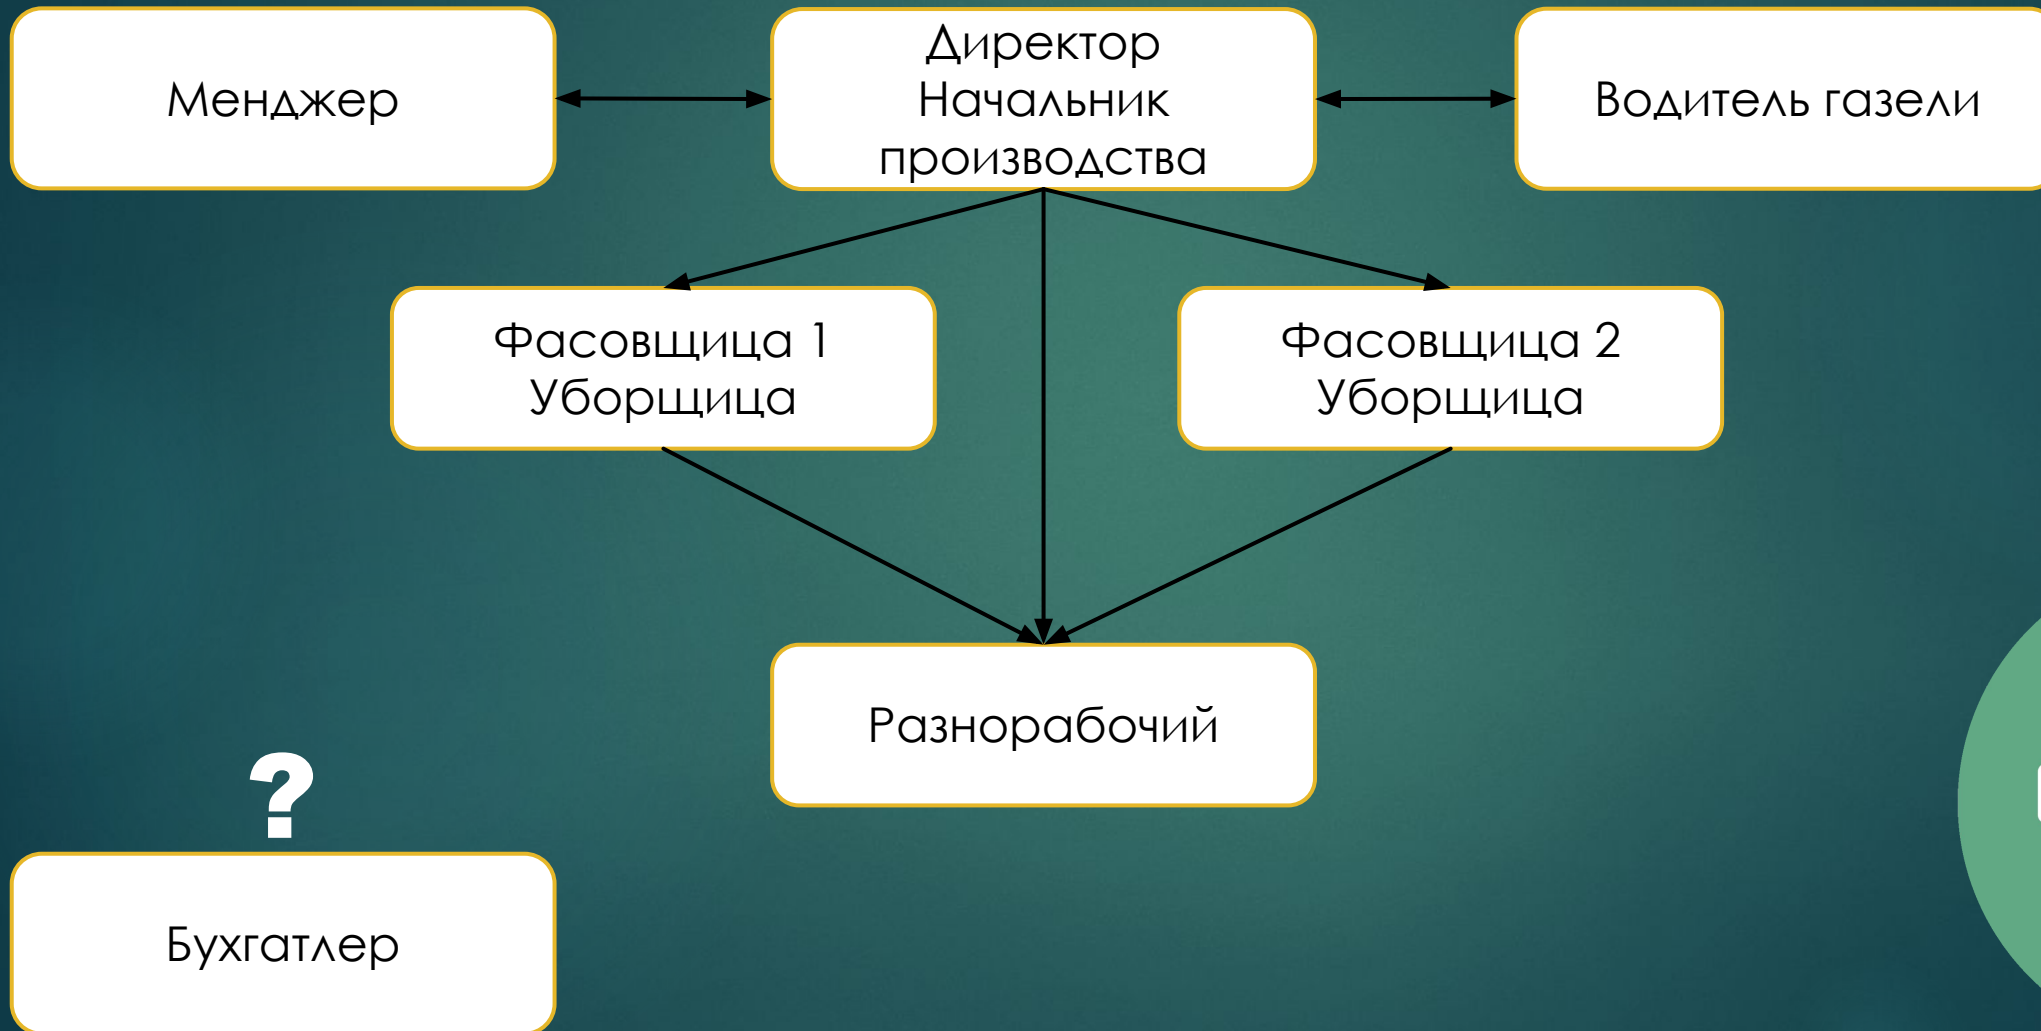 Менджер
Директор
Начальник
производства
Водитель газели
Фасовщица 1
Уборщица
Фасовщица 2
Уборщица
Разнорабочий
?
Бухгатлер